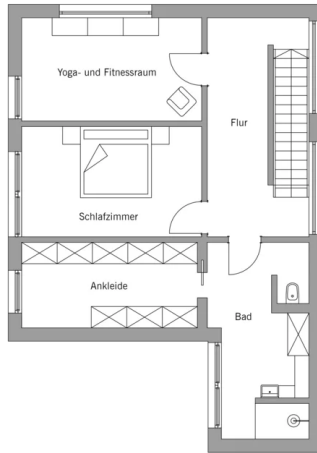 Yoga- und Fitnessraum
Flur
Schlafzimmer
Ankleide
Bad